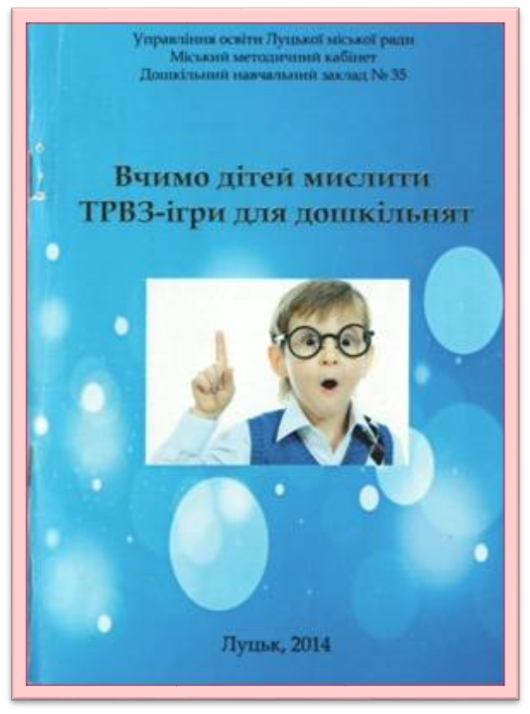 Управління освіти Луцької міської ради
Міський методичний кабінет
Дошкільний навчальний заклад № 35
Вчимо дітей мислити
ТРВЗ-ігри для дошкільнят
Луцьк, 2014